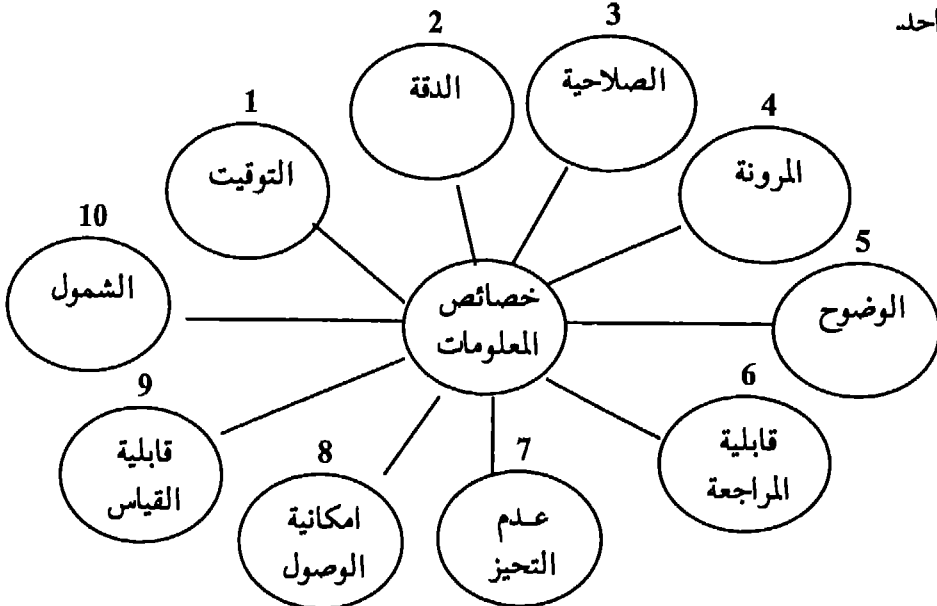 احد.
خصائص
المعلومات
1
التوقيت
2
الدقة
3
الصلاحية
4
المرونة
5
الوضوح
6
قابلية
المراجعة
7
عدم
التحيز
8
امكانية
الوصول
9
قابلية
القياس
10
الشمول